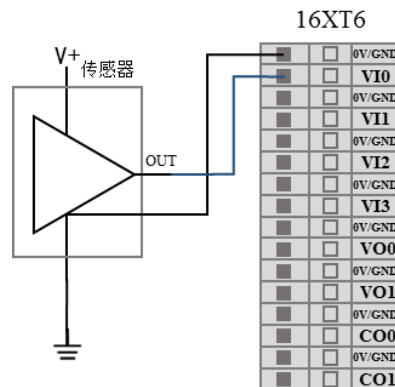 16XT6
V+
传感器
OUT
0V/GND
VI0
0V/GND
VI1
0V/GND
VI2
0V/GND
VI3
0V/GND
VO0
0V/GND
VO1
0V/GND
CO0
0V/GND
CO1